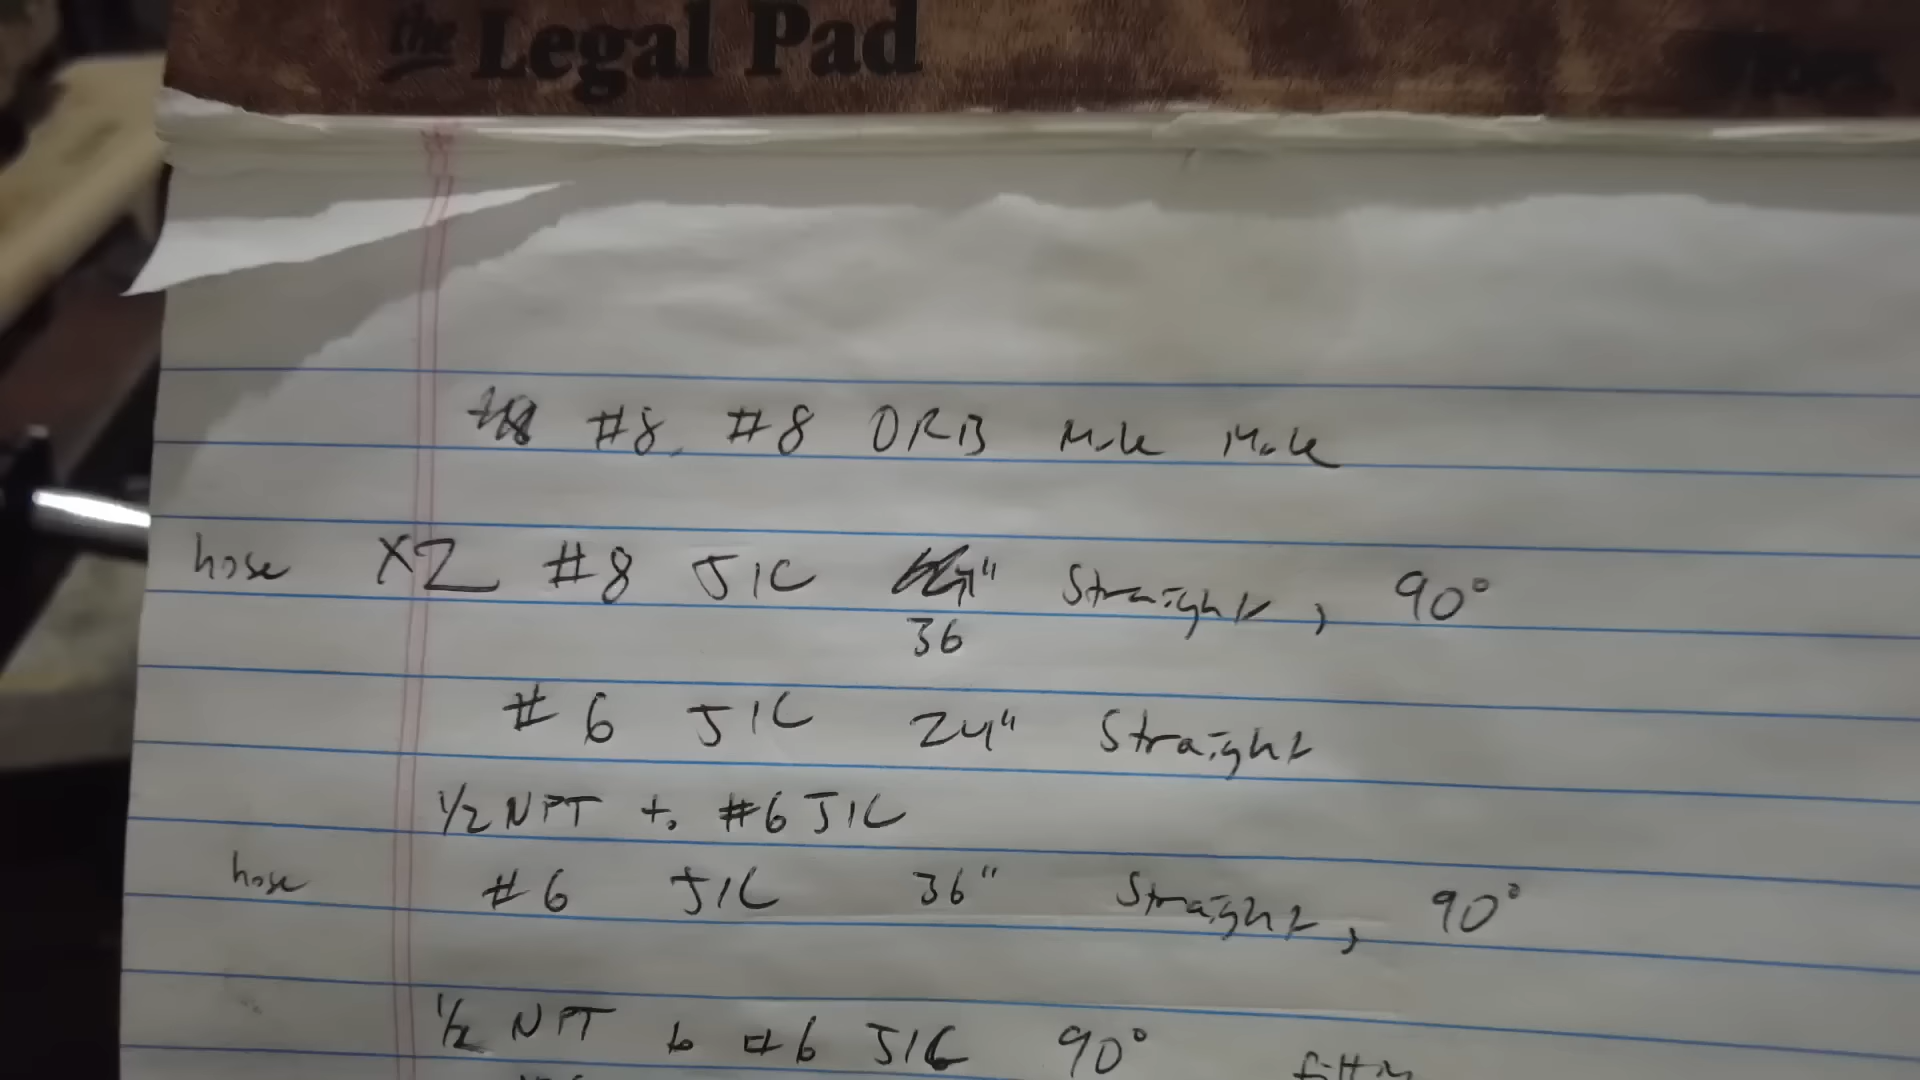 the Legal Pad
#8, #8 ORB Male Male
hose X2 #8 JIC 36" Straight, 90°
#6 JIC 24" Straight
1/2 NPT to #6 JIC
hose #6 JIC 36" Straight, 90°
1/2 NPT to #6 JIC 90°